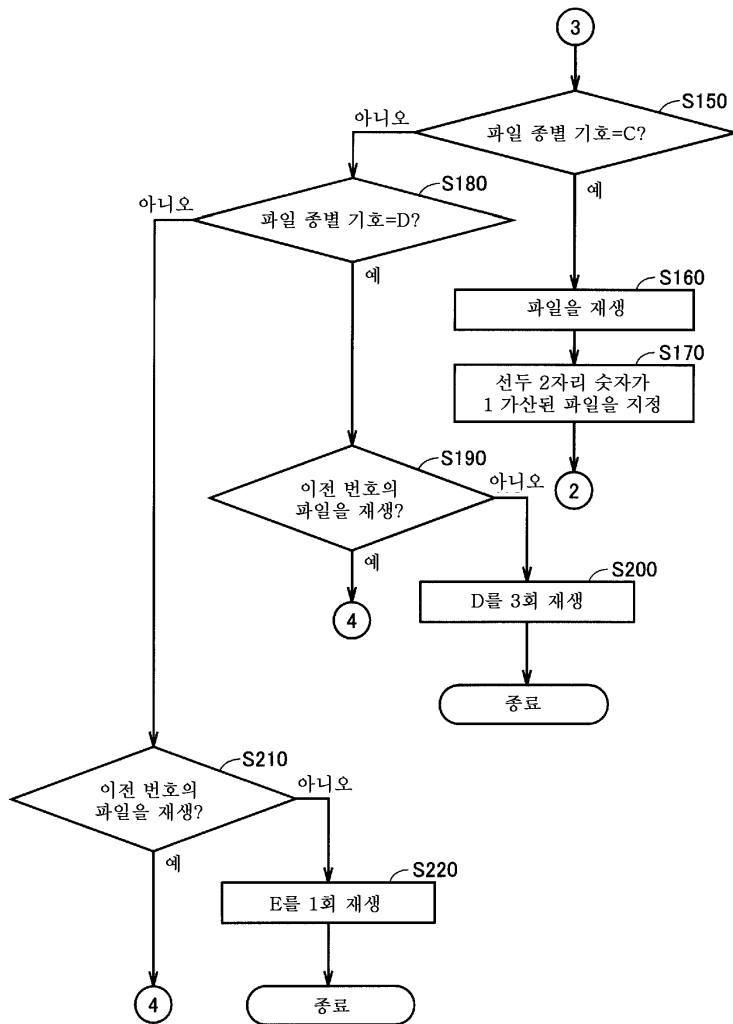 3
S150
아니오
파일 종별 기호=C?
예
S180
아니오
파일 종별 기호=D?
예
S160
파일을 재생
S170
선두 2자리 숫자가
1 가산된 파일을 지정
2
S190
아니오
이전 번호의
파일을 재생?
예
4
S200
D를 3회 재생
종료
S210
아니오
이전 번호의
파일을 재생?
예
4
S220
E를 1회 재생
종료